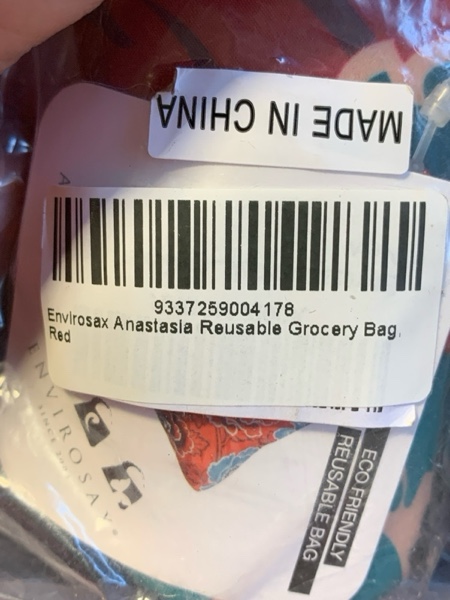 MADE IN CHINA
9337259004178
Envirosax Anastasia Reusable Grocery Bag,
Red
ENVIROSAX
ECO FRIENDLY
REUSABLE BAG